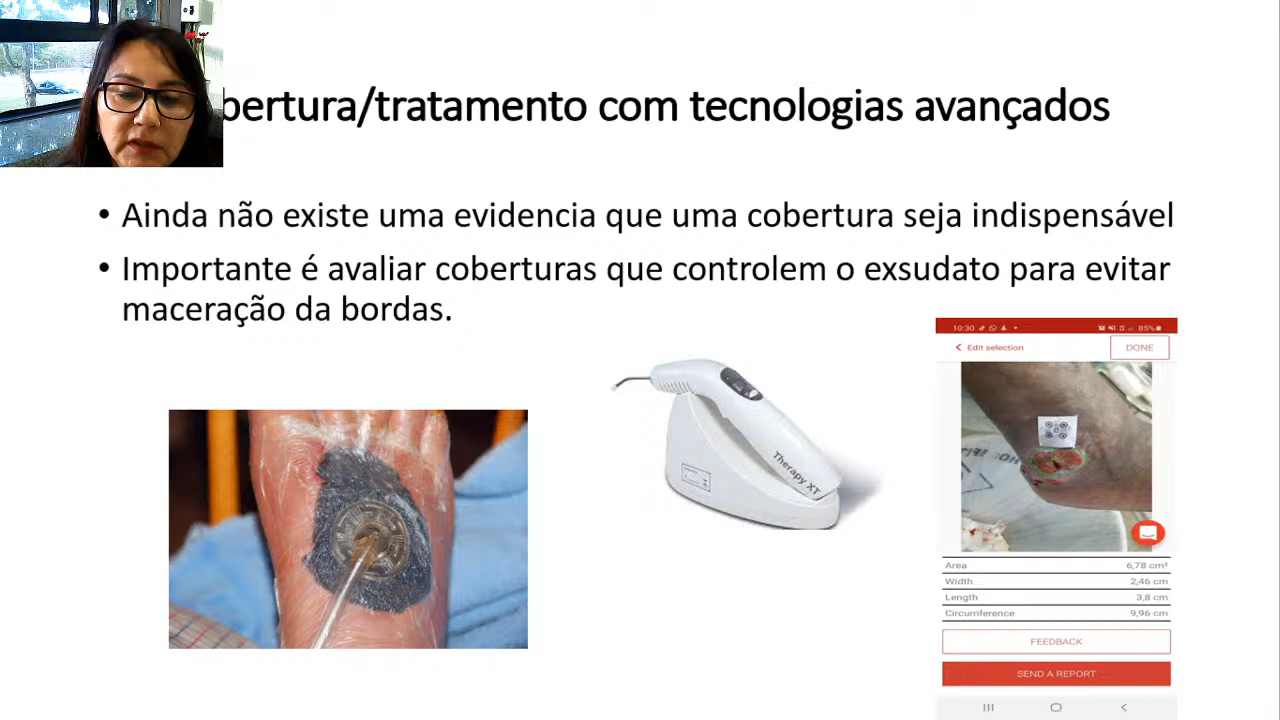 bertura/tratamento com tecnologias avançados
• Ainda não existe uma evidencia que uma cobertura seja indispensável
• Importante é avaliar coberturas que controlem o exsudato para evitar
maceração da bordas.
Therapy XT
10:30
85%
Edit selection
DONE
Area 6,78 cm²
Width 2,46 cm
Length 3,8 cm
Circumference 9,96 cm
FEEDBACK
SEND A REPORT